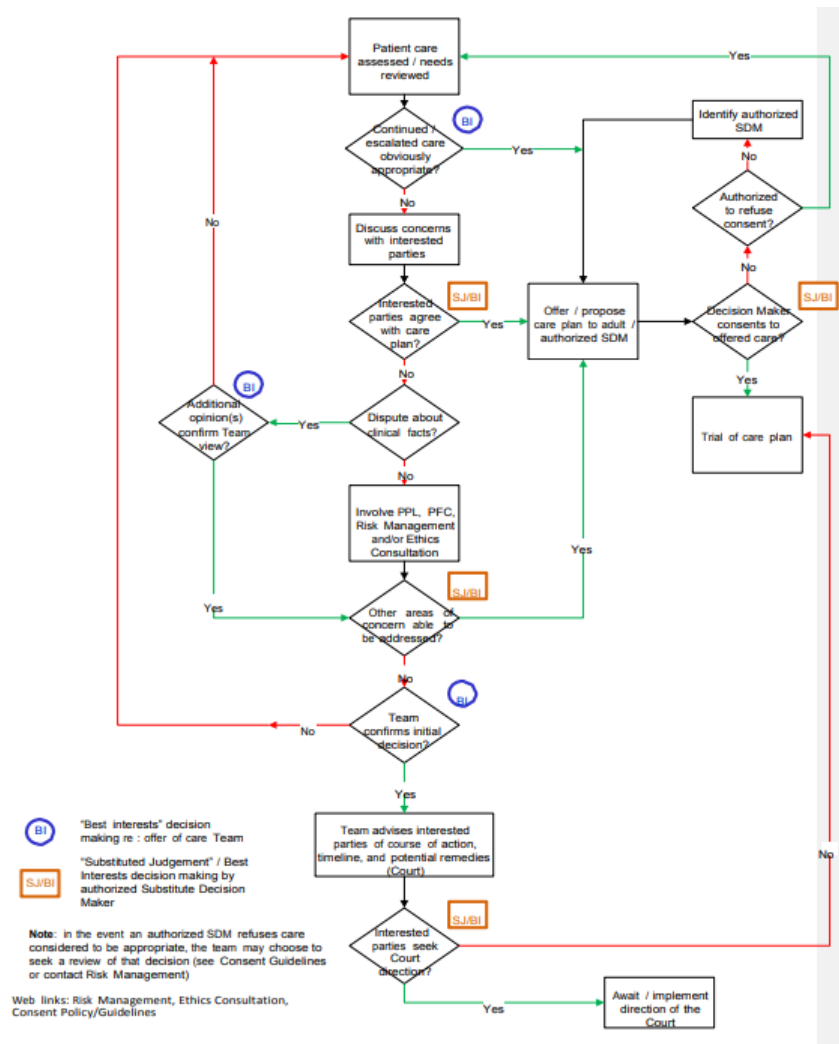 Patient care
assessed / needs
reviewed
Yes
BI
Identify authorized
SDM
Continued /
escalated care
obviously
appropriate?
Yes
No
No
Authorized
to refuse
consent?
No
Discuss concerns
with interested
parties
No
SJ/BI
SJ/BI
Interested
parties agree
with care
plan?
Yes
Offer / propose
care plan to adult /
authorized SDM
Decision Maker
consents to
offered care?
No
Yes
BI
Additional
opinion(s)
confirm Team
view?
Yes
Dispute about
clinical facts?
Trial of care plan
No
Involve PPL, PFC,
Risk Management
and/or Ethics
Consultation
Yes
SJ/BI
Yes
Other areas of
concern able to
be addressed?
No
BI
Team
confirms initial
decision?
No
Yes
BI
"Best interests" decision
making re : offer of care Team
Team advises interested
parties of course of action,
timeline, and potential remedies
(Court)
No
SJ/BI
"Substituted Judgement" / Best
Interests decision making by
authorized Substitute Decision
Maker
SJ/BI
Interested
parties seek
Court
direction?
Note: in the event an authorized SDM refuses care
considered to be appropriate, the team may choose to
seek a review of that decision (see Consent Guidelines
or contact Risk Management)
Yes
Await / implement
direction of the
Court
Web links: Risk Management, Ethics Consultation,
Consent Policy/Guidelines